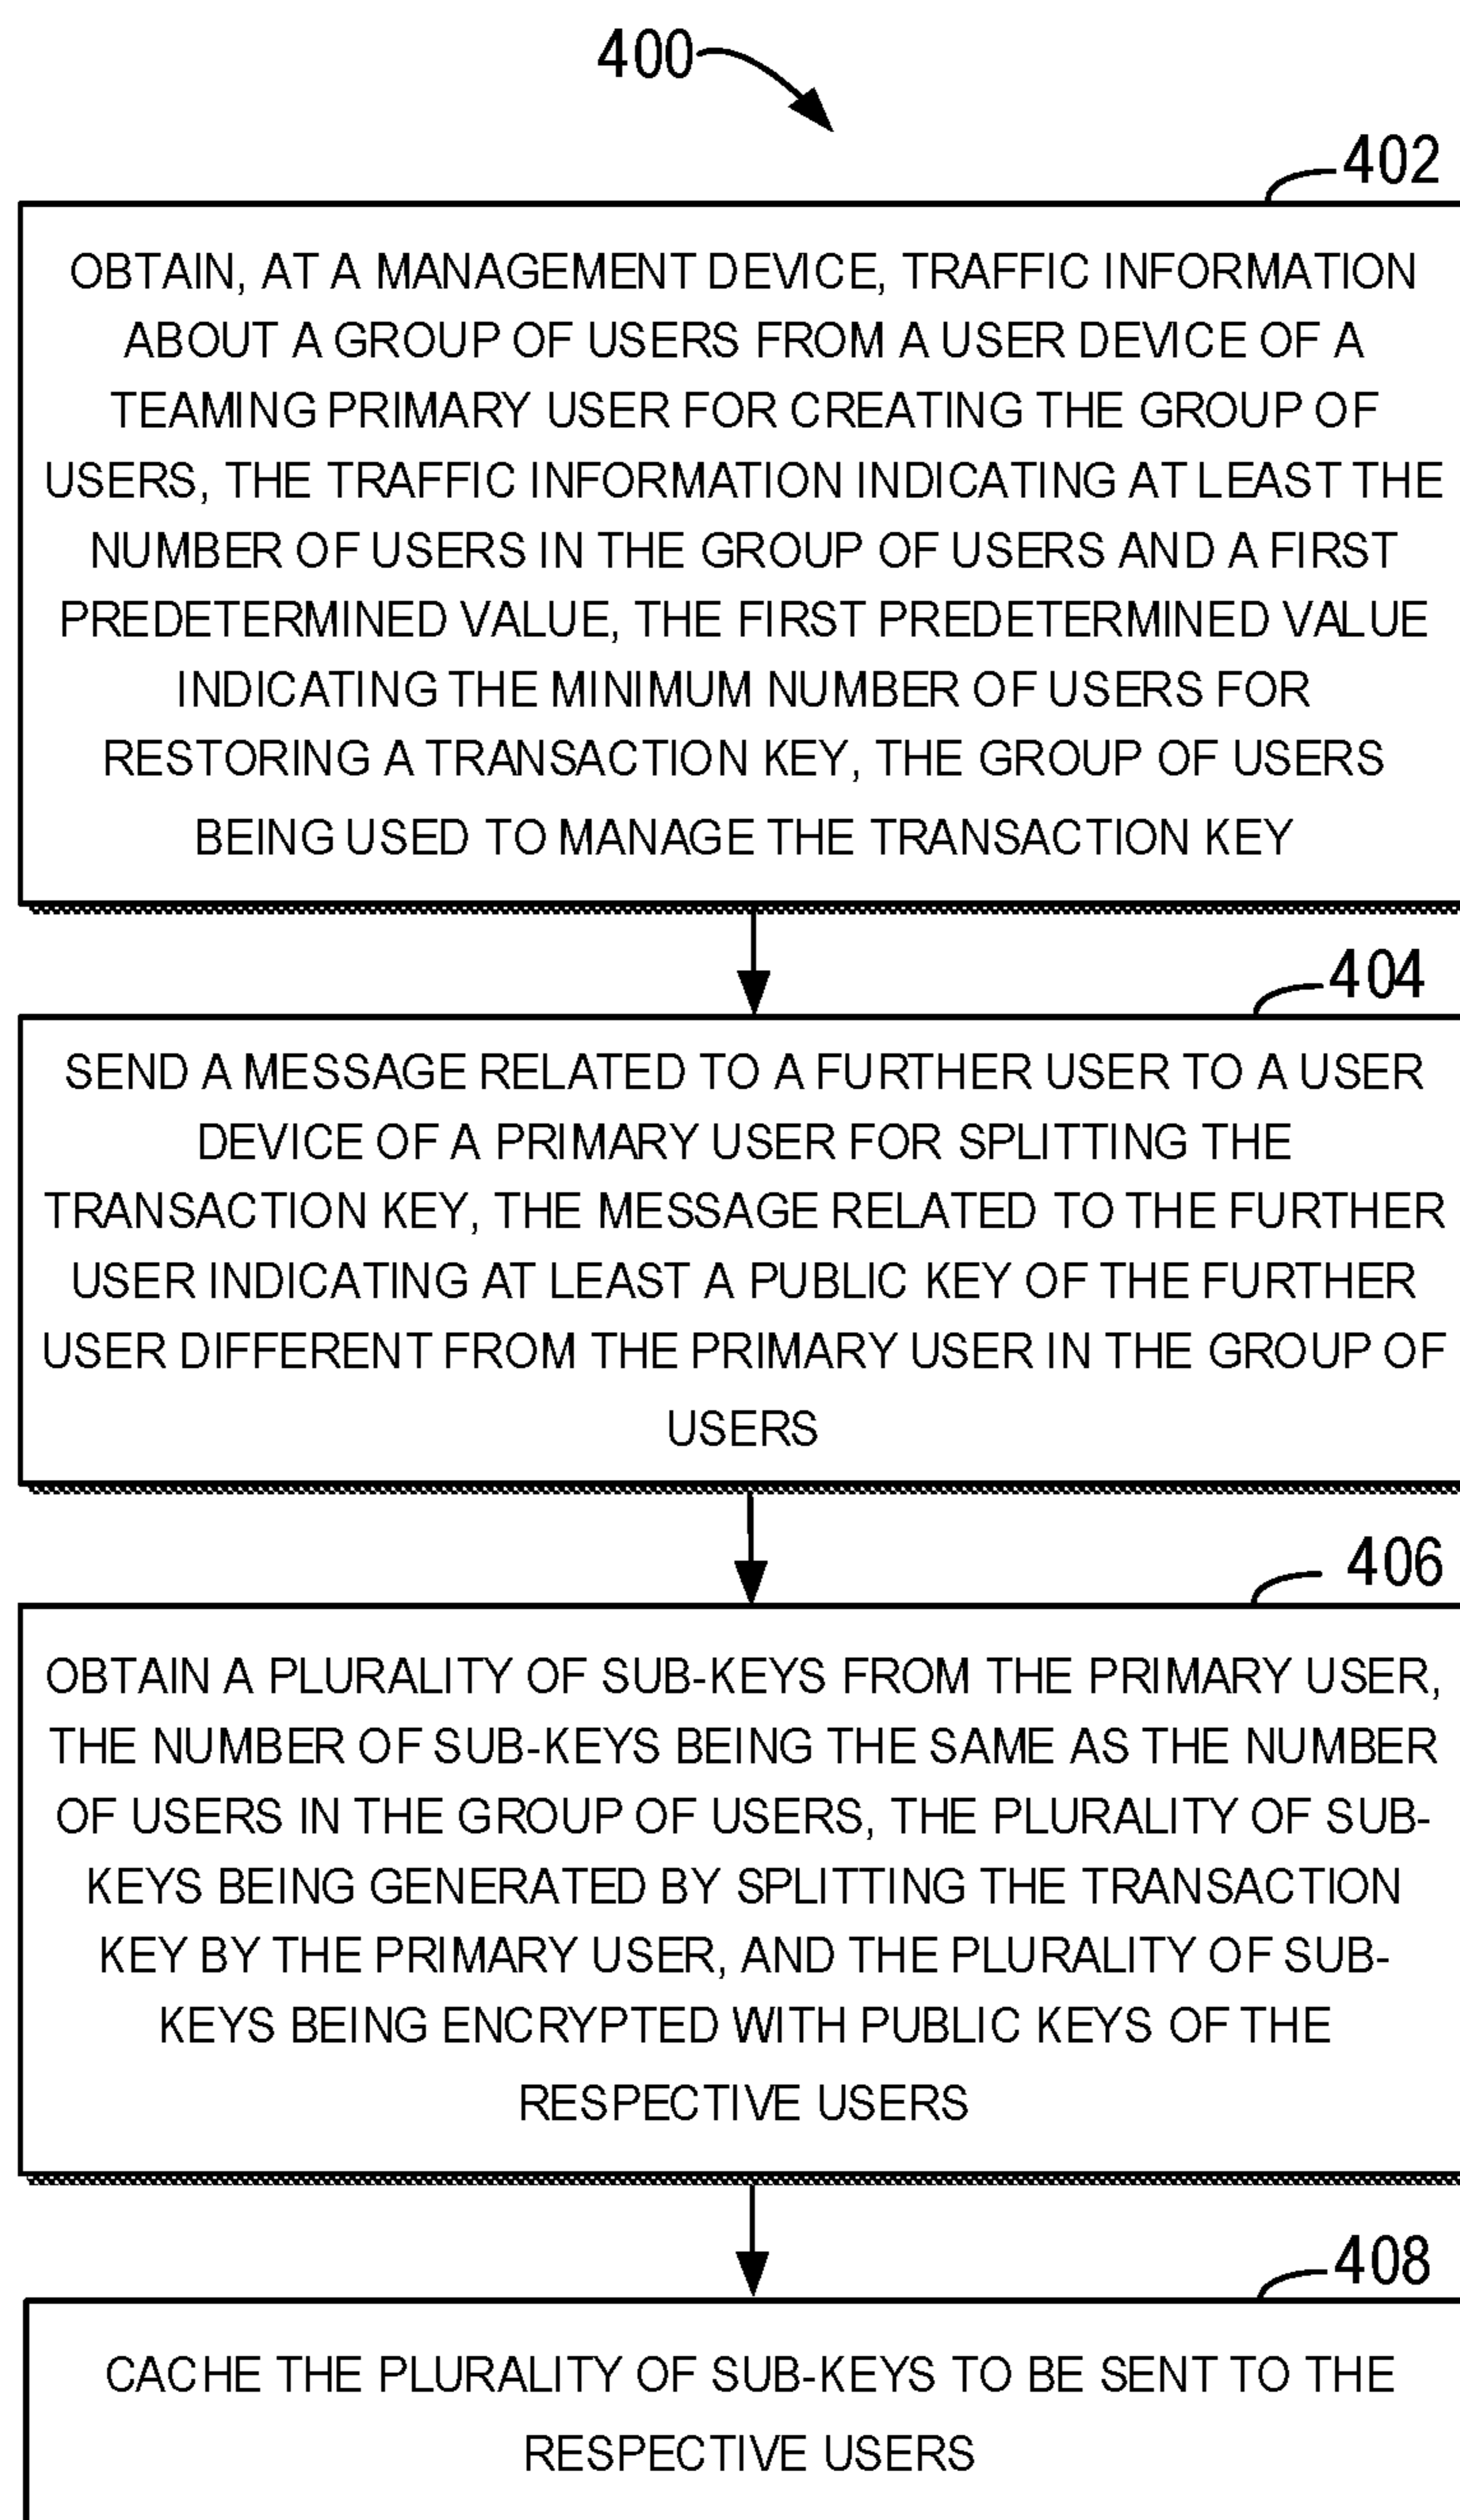 400
402
OBTAIN, AT A MANAGEMENT DEVICE, TRAFFIC INFORMATION
ABOUT A GROUP OF USERS FROM A USER DEVICE OF A
TEAMING PRIMARY USER FOR CREATING THE GROUP OF
USERS, THE TRAFFIC INFORMATION INDICATING AT LEAST THE
NUMBER OF USERS IN THE GROUP OF USERS AND A FIRST
PREDETERMINED VALUE, THE FIRST PREDETERMINED VALUE
INDICATING THE MINIMUM NUMBER OF USERS FOR
RESTORING A TRANSACTION KEY, THE GROUP OF USERS
BEING USED TO MANAGE THE TRANSACTION KEY
404
SEND A MESSAGE RELATED TO A FURTHER USER TO A USER
DEVICE OF A PRIMARY USER FOR SPLITTING THE
TRANSACTION KEY, THE MESSAGE RELATED TO THE FURTHER
USER INDICATING AT LEAST A PUBLIC KEY OF THE FURTHER
USER DIFFERENT FROM THE PRIMARY USER IN THE GROUP OF
USERS
406
OBTAIN A PLURALITY OF SUB-KEYS FROM THE PRIMARY USER,
THE NUMBER OF SUB-KEYS BEING THE SAME AS THE NUMBER
OF USERS IN THE GROUP OF USERS, THE PLURALITY OF SUB-
KEYS BEING GENERATED BY SPLITTING THE TRANSACTION
KEY BY THE PRIMARY USER, AND THE PLURALITY OF SUB-
KEYS BEING ENCRYPTED WITH PUBLIC KEYS OF THE
RESPECTIVE USERS
408
CACHE THE PLURALITY OF SUB-KEYS TO BE SENT TO THE
RESPECTIVE USERS